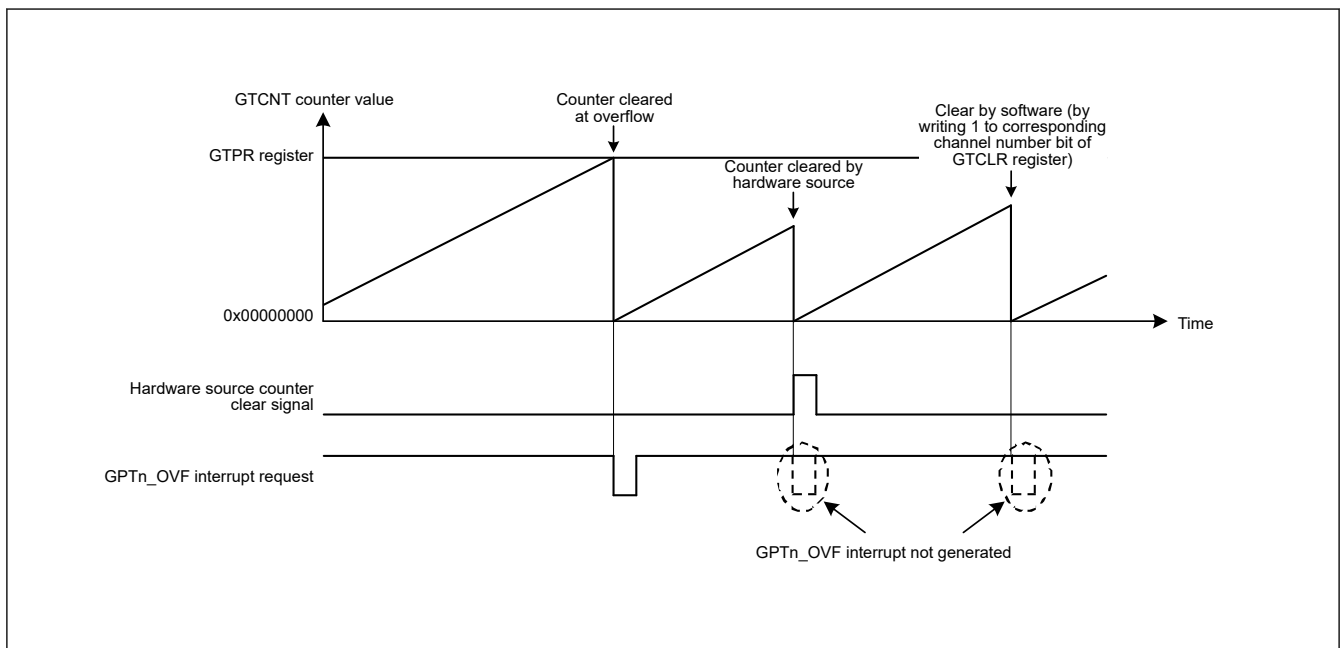 GTCNT counter value
Counter cleared
at overflow
Clear by software (by
writing 1 to corresponding
channel number bit of
GTCLR register)
GTPR register
Counter cleared by
hardware source
0x00000000
Time
Hardware source counter
clear signal
GPTn_OVF interrupt request
GPTn_OVF interrupt not generated